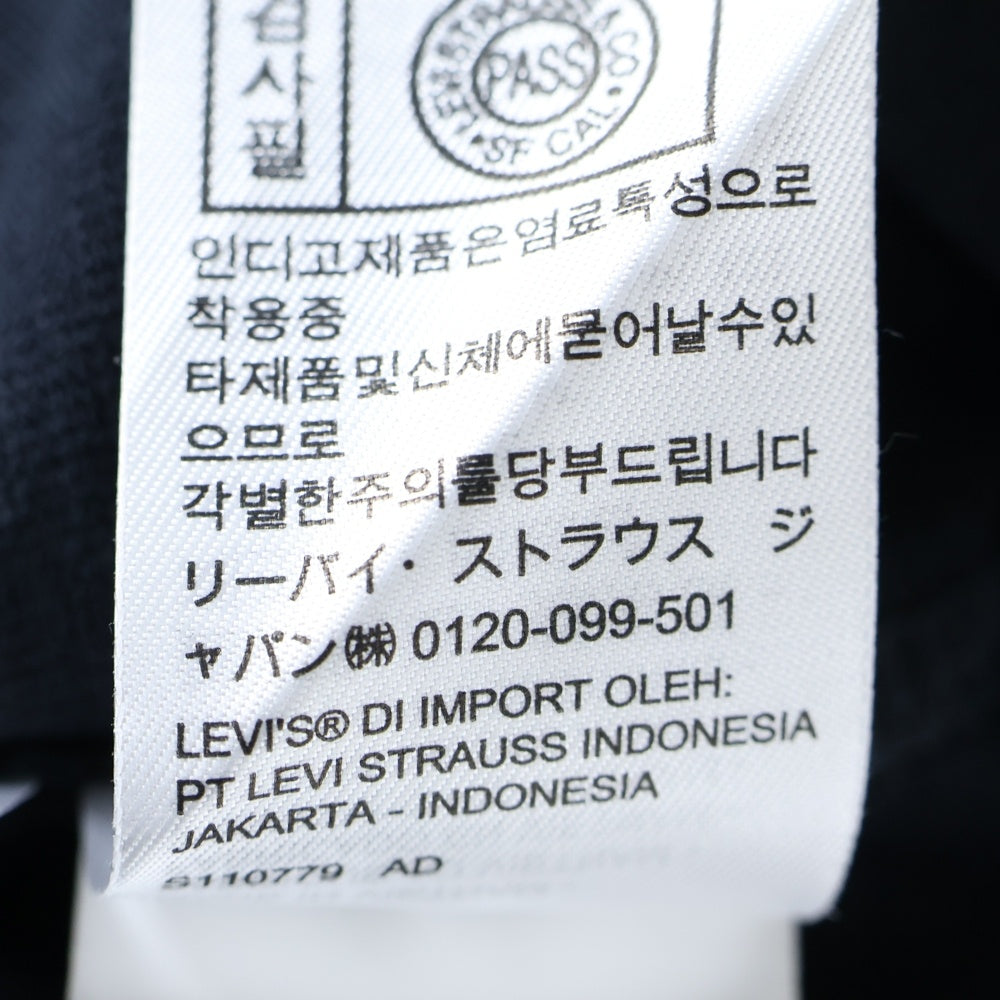 검사필
LEVI STRAUSS & CO
PASS
SF CAL
인디고제품은염료특성으로
착용중
타제품및신체에묻어날수있
으므로
각별한주의를당부드립니다
リーバイ・ストラウス ジ
ャパン㈱ 0120-099-501
LEVI'S® DI IMPORT OLEH:
PT LEVI STRAUSS INDONESIA
JAKARTA - INDONESIA
S110779 AD